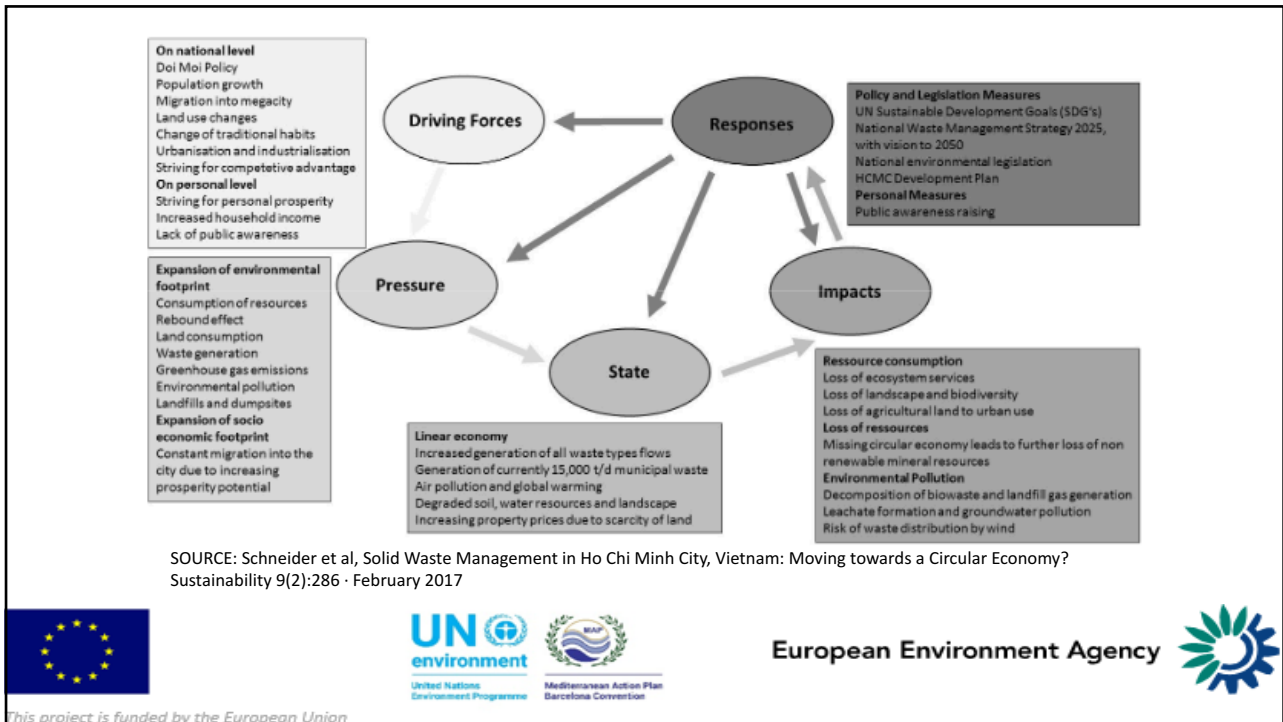 On national level
Doi Moi Policy
Population growth
Migration into megacity
Land use changes
Change of traditional habits
Urbanisation and industrialisation
Striving for competetive advantage
On personal level
Striving for personal prosperity
Increased household income
Lack of public awareness
Driving Forces
Responses
Policy and Legislation Measures
UN Sustainable Development Goals (SDG's)
National Waste Management Strategy 2025,
with vision to 2050
National environmental legislation
HCMC Development Plan
Personal Measures
Public awareness raising
Expansion of environmental
footprint
Consumption of resources
Rebound effect
Land consumption
Waste generation
Greenhouse gas emissions
Environmental pollution
Landfills and dumpsites
Expansion of socio
economic footprint
Constant migration into the
city due to increasing
prosperity potential
Pressure
Impacts
State
Linear economy
Increased generation of all waste types flows
Generation of currently 15,000 t/d municipal waste
Air pollution and global warming
Degraded soil, water resources and landscape
Increasing property prices due to scarcity of land
Ressource consumption
Loss of ecosystem services
Loss of landscape and biodiversity
Loss of agricultural land to urban use
Loss of ressources
Missing circular economy leads to further loss of non
renewable mineral resources
Environmental Pollution
Decomposition of biowaste and landfill gas generation
Leachate formation and groundwater pollution
Risk of waste distribution by wind
SOURCE: Schneider et al, Solid Waste Management in Ho Chi Minh City, Vietnam: Moving towards a Circular Economy?
Sustainability 9(2):286 · February 2017
UN
environment
United Nations
Environment Programme
MAP
Mediterranean Action Plan
Barcelona Convention
European Environment Agency
This project is funded by the European Union